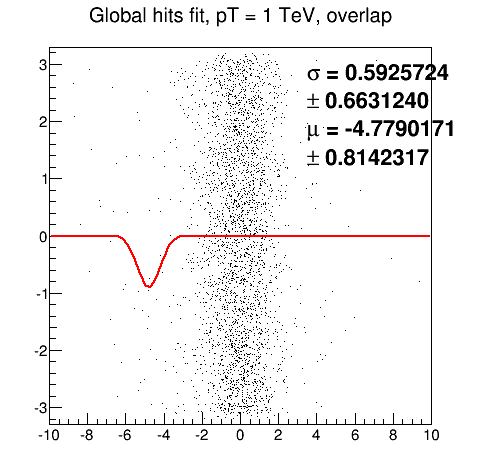 Global hits fit, pT = 1 TeV, overlap
σ = 0.5925724
± 0.6631240
μ = -4.7790171
± 0.8142317
3
2
1
0
-1
-2
-3
-10 -8 -6 -4 -2 0 2 4 6 8 10